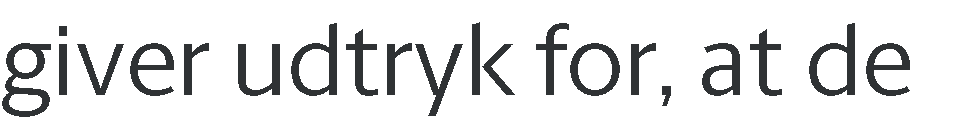 giver udtryk for, at de